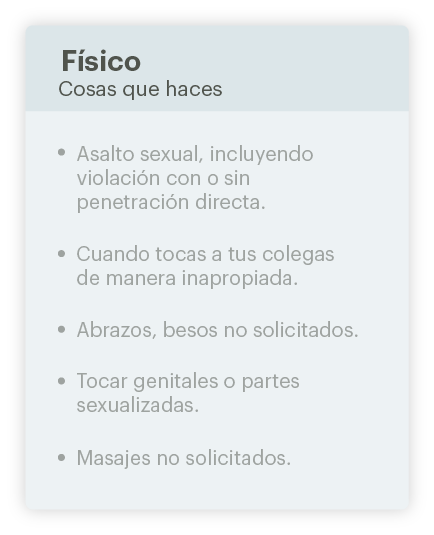 Físico
Cosas que haces
• Asalto sexual, incluyendo
violación con o sin
penetración directa.
• Cuando tocas a tus colegas
de manera inapropiada.
• Abrazos, besos no solicitados.
• Tocar genitales o partes
sexualizadas.
• Masajes no solicitados.